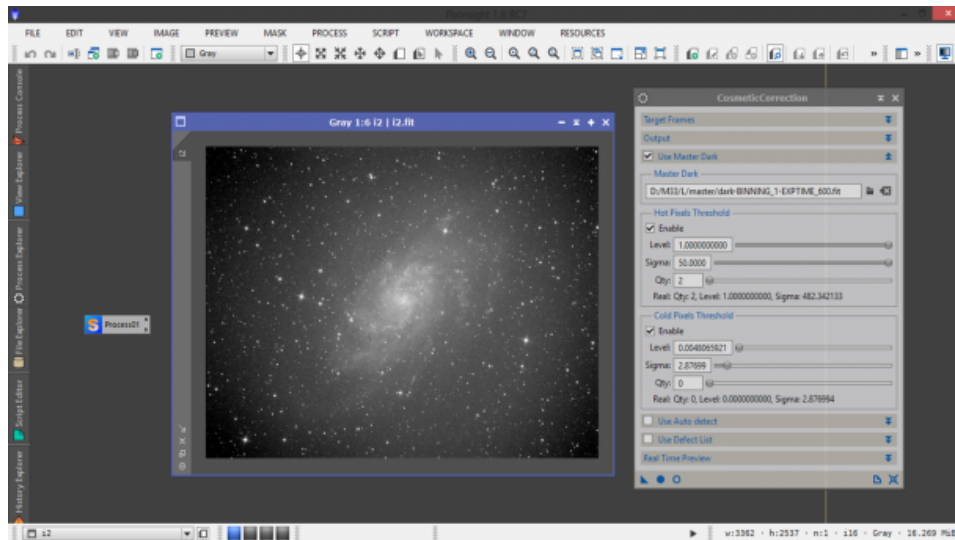 PixInsight 1.8 RC7
FILE EDIT VIEW IMAGE PREVIEW MASK PROCESS SCRIPT WORKSPACE WINDOW RESOURCES
Gray
Process Console
View Explorer
Process Explorer
File Explorer
Script Editor
History Explorer
Process01
Gray 1:6 i2 | i2.fit
i2
CosmeticCorrection
Target Frames
Output
Use Master Dark
Master Dark
D:/M33/L/master/dark-BINNING_1-EXPTIME_600.fit
Hot Pixels Threshold
Enable
Level: 1.0000000000
Sigma: 50.0000
Qty: 2
Real: Qty: 2, Level: 1.0000000000, Sigma: 482.342133
Cold Pixels Threshold
Enable
Level: 0.0048065921
Sigma: 2.87699
Qty: 0
Real: Qty: 0, Level: 0.0000000000, Sigma: 2.876994
Use Auto detect
Use Defect List
Real Time Preview
i2
w:3362 · h:2537 · n:1 · i16 · Gray · 16.269 MiB